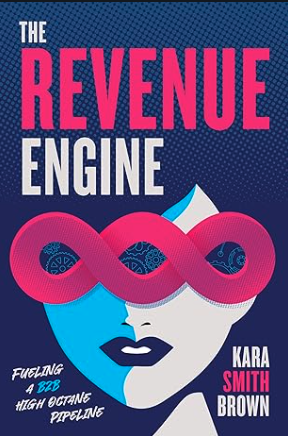 THE
REVENUE
ENGINE
FUELING
A B2B
HIGH OCTANE
PIPELINE
KARA
SMITH
BROWN